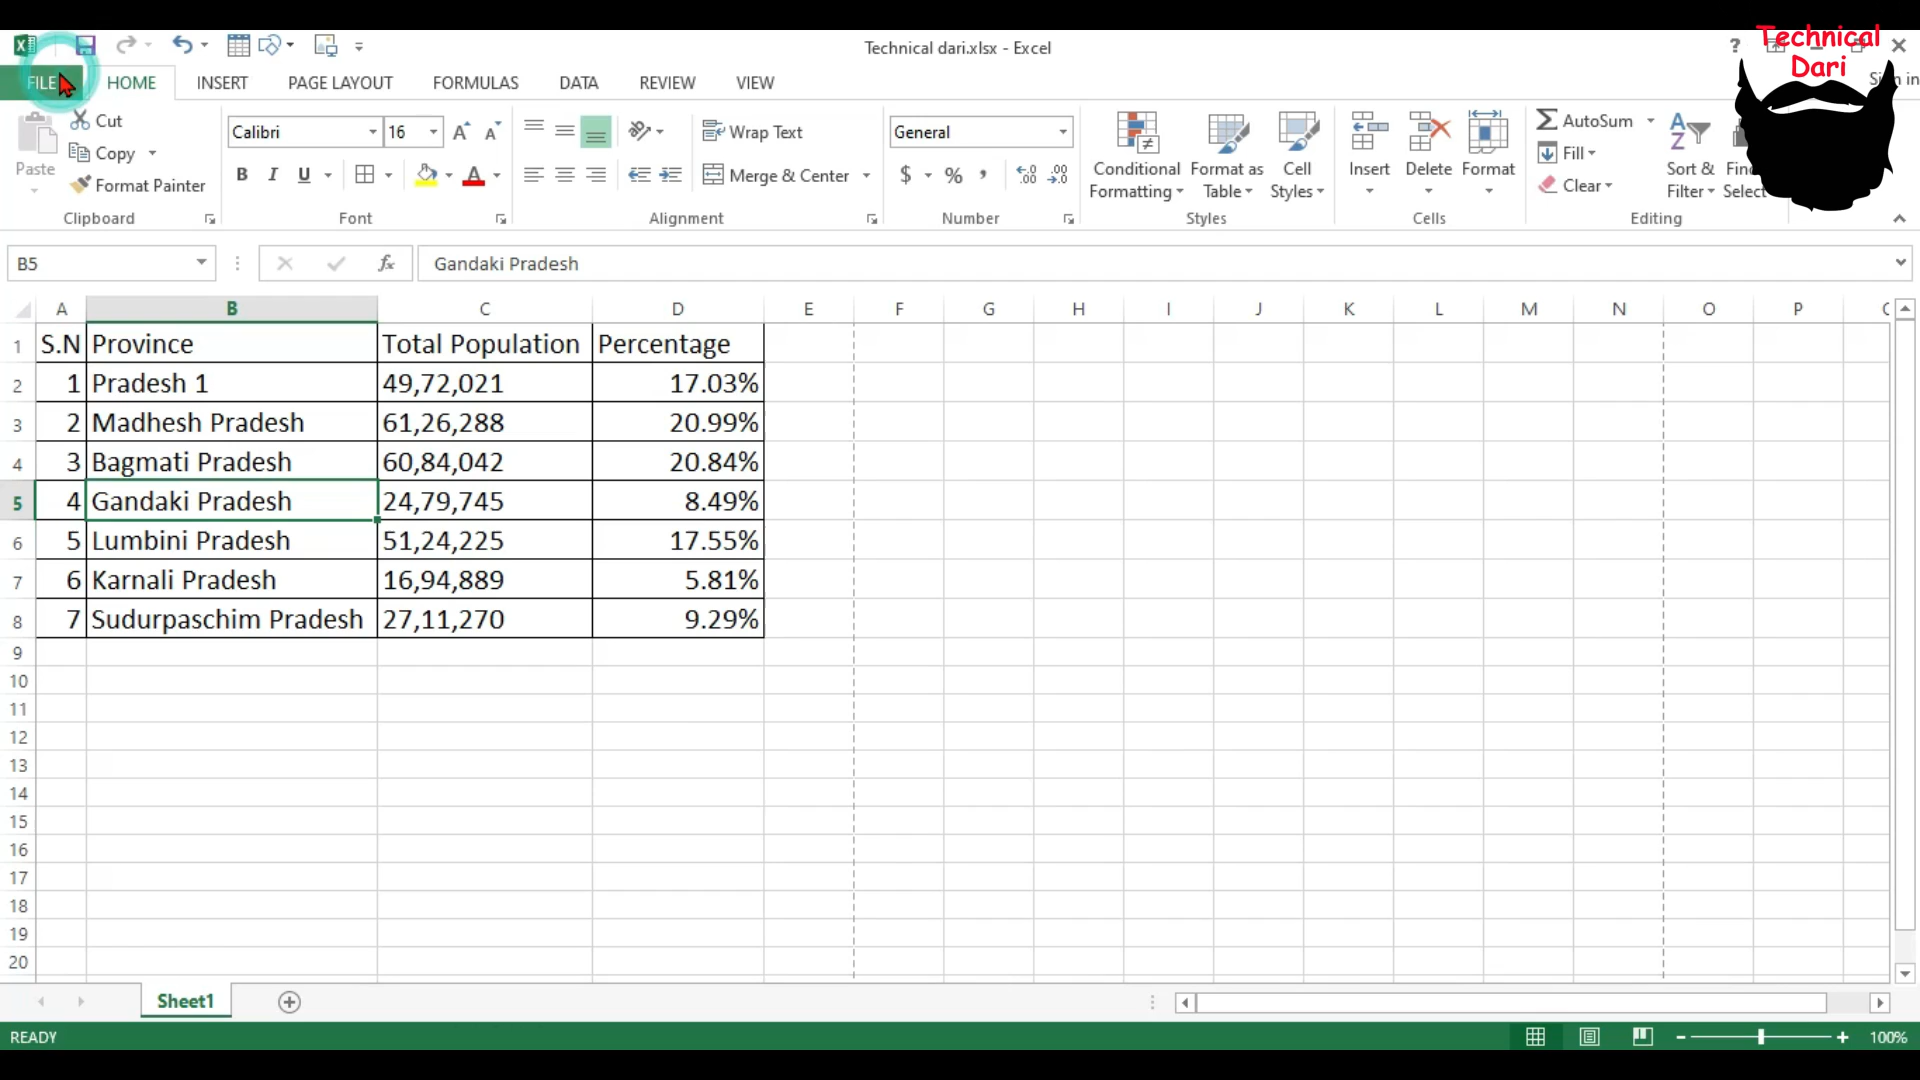 Technical dari.xlsx - Excel
?
Technical
Dari
FILE HOME INSERT PAGE LAYOUT FORMULAS DATA REVIEW VIEW
Paste
Cut
Copy
Format Painter
Clipboard
Calibri 16
B I U
Font
Wrap Text
Merge & Center
Alignment
General
$ % ,
Number
Conditional
Formatting
Format as
Table
Cell
Styles
Styles
Insert
Delete
Format
Cells
AutoSum
Fill
Clear
Sort &
Filter
Select
Editing
B5 fx Gandaki Pradesh
A B C D E F G H I J K L M N O P
1 S.N Province Total Population Percentage
2 1 Pradesh 1 49,72,021 17.03%
3 2 Madhesh Pradesh 61,26,288 20.99%
4 3 Bagmati Pradesh 60,84,042 20.84%
5 4 Gandaki Pradesh 24,79,745 8.49%
6 5 Lumbini Pradesh 51,24,225 17.55%
7 6 Karnali Pradesh 16,94,889 5.81%
8 7 Sudurpaschim Pradesh 27,11,270 9.29%
9
10
11
12
13
14
15
16
17
18
19
20
Sheet1
READY 100%